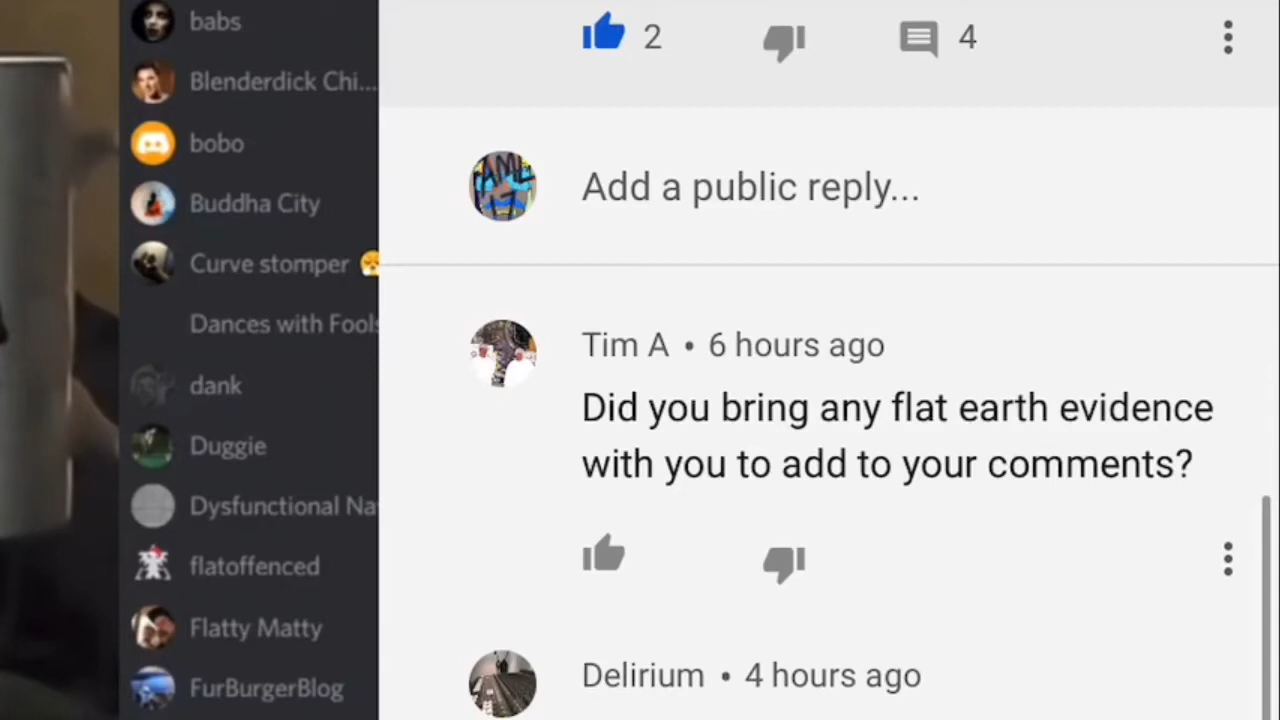 babs
Blenderdick Chi...
bobo
Buddha City
Curve stomper
Dances with Fools
dank
Duggie
Dysfunctional Na
flatoffenced
Flatty Matty
FurBurgerBlog
2
4
Add a public reply...
Tim A • 6 hours ago
Did you bring any flat earth evidence
with you to add to your comments?
Delirium • 4 hours ago